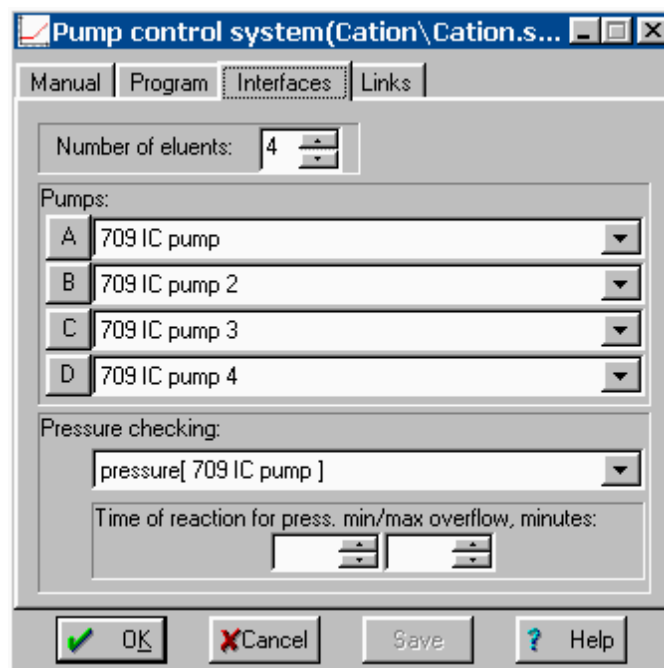 Pump control system(Cation\Cation.s...
Manual Program Interfaces Links
Number of eluents: 4
Pumps:
A 709 IC pump
B 709 IC pump 2
C 709 IC pump 3
D 709 IC pump 4
Pressure checking:
pressure[ 709 IC pump ]
Time of reaction for press. min/max overflow, minutes:
OK Cancel Save ? Help